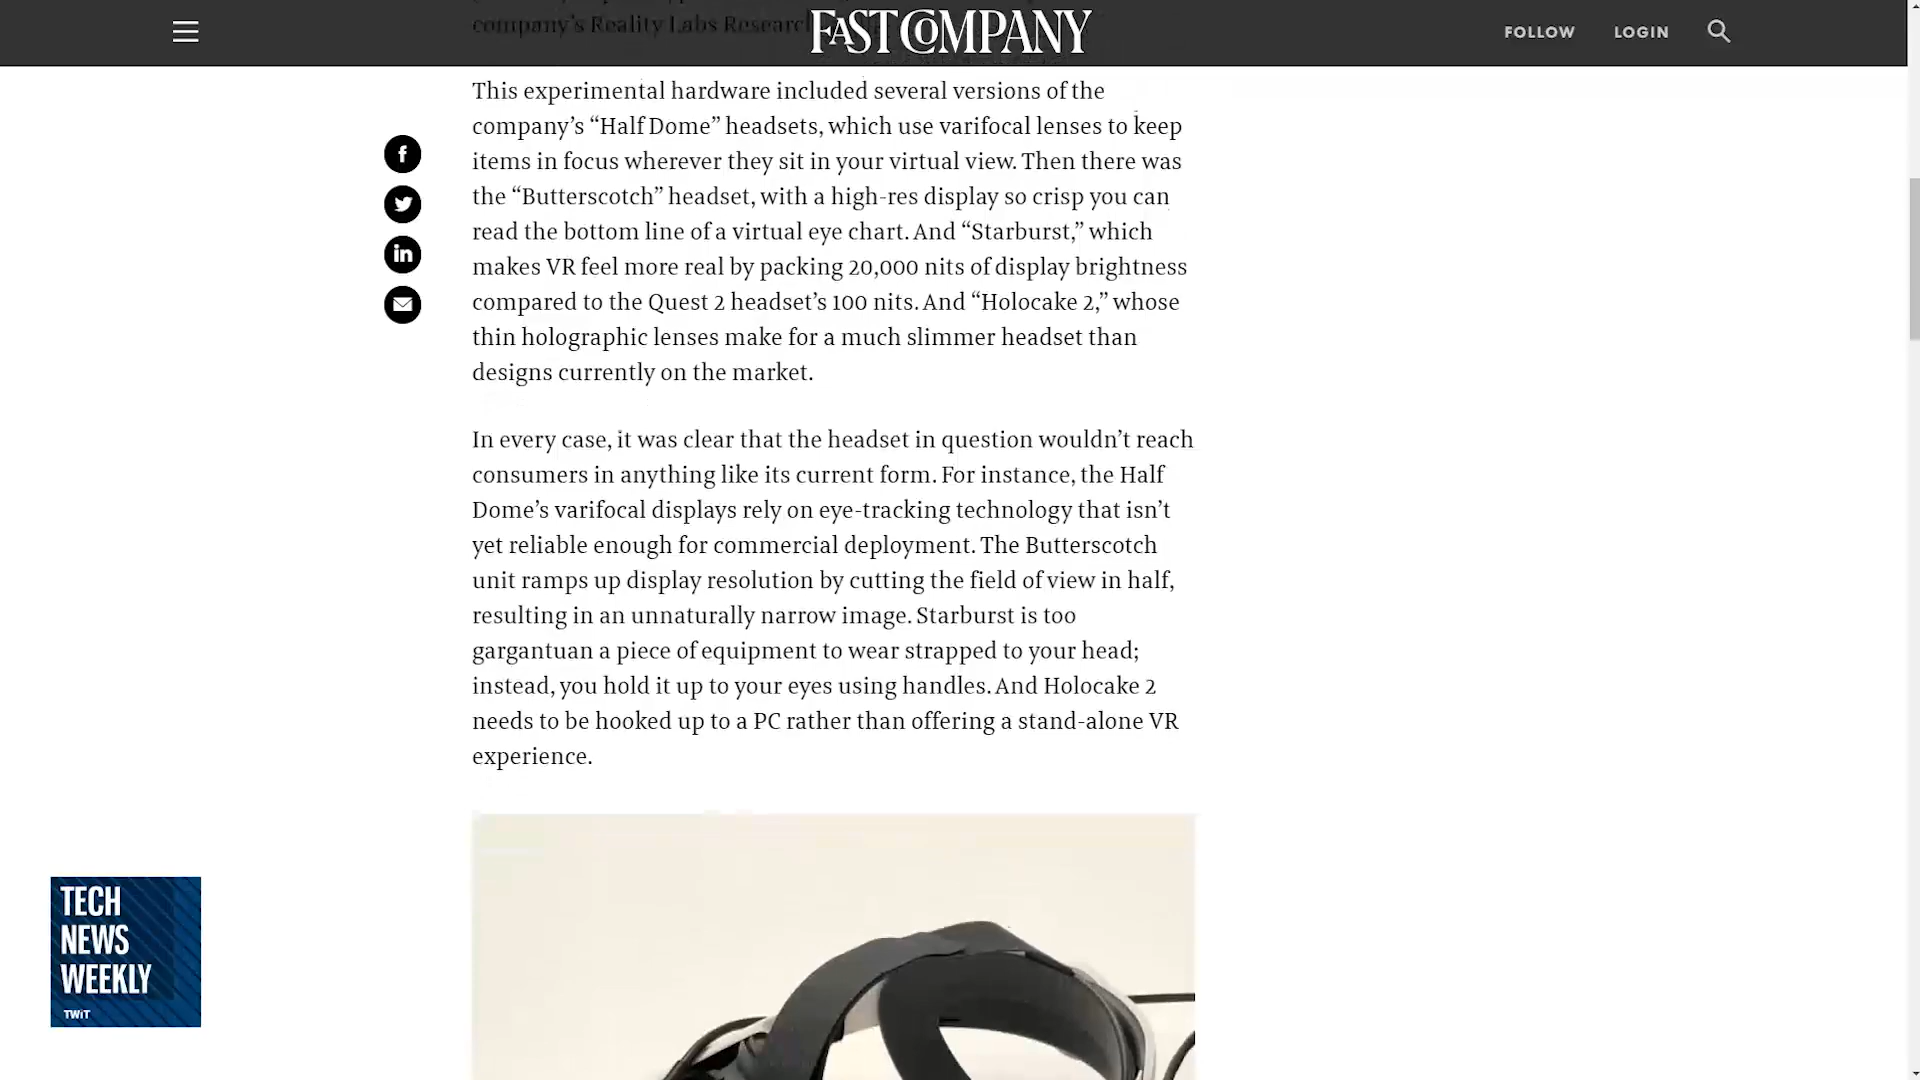 company's Reality Labs Research
FAST COMPANY
FOLLOW
LOGIN
This experimental hardware included several versions of the
company's “Half Dome” headsets, which use varifocal lenses to keep
items in focus wherever they sit in your virtual view. Then there was
the “Butterscotch” headset, with a high-res display so crisp you can
read the bottom line of a virtual eye chart. And “Starburst,” which
makes VR feel more real by packing 20,000 nits of display brightness
compared to the Quest 2 headset's 100 nits. And “Holocake 2,” whose
thin holographic lenses make for a much slimmer headset than
designs currently on the market.
In every case, it was clear that the headset in question wouldn't reach
consumers in anything like its current form. For instance, the Half
Dome's varifocal displays rely on eye-tracking technology that isn't
yet reliable enough for commercial deployment. The Butterscotch
unit ramps up display resolution by cutting the field of view in half,
resulting in an unnaturally narrow image. Starburst is too
gargantuan a piece of equipment to wear strapped to your head;
instead, you hold it up to your eyes using handles. And Holocake 2
needs to be hooked up to a PC rather than offering a stand-alone VR
experience.
TECH
NEWS
WEEKLY
TWiT